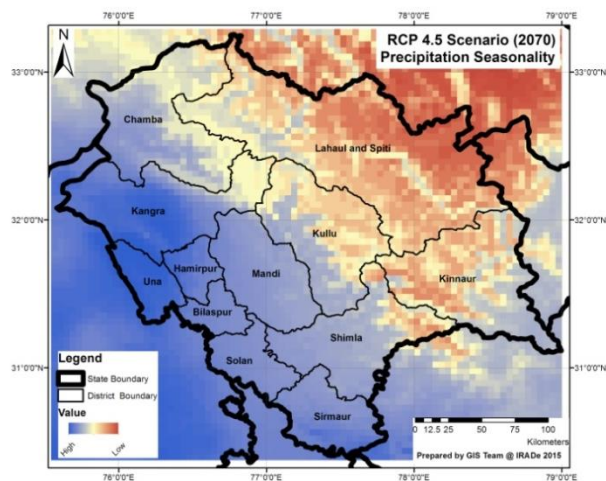 76°0'0"E
77°0'0"E
78°0'0"E
79°0'0"E
N
RCP 4.5 Scenario (2070)
Precipitation Seasonality
33°0'0"N
33°0'0"N
Chamba
Lahaul and Spiti
32°0'0"N
32°0'0"N
Kangra
Kullu
Hamirpur
Mandi
Una
Kinnaur
Bilaspur
Shimla
31°0'0"N
31°0'0"N
Solan
Sirmaur
Legend
State Boundary
District Boundary
Value
High
Low
0 12.5 25 50 75 100
Kilometers
Prepared by GIS Team @ IRADe 2015
76°0'0"E
77°0'0"E
78°0'0"E
79°0'0"E